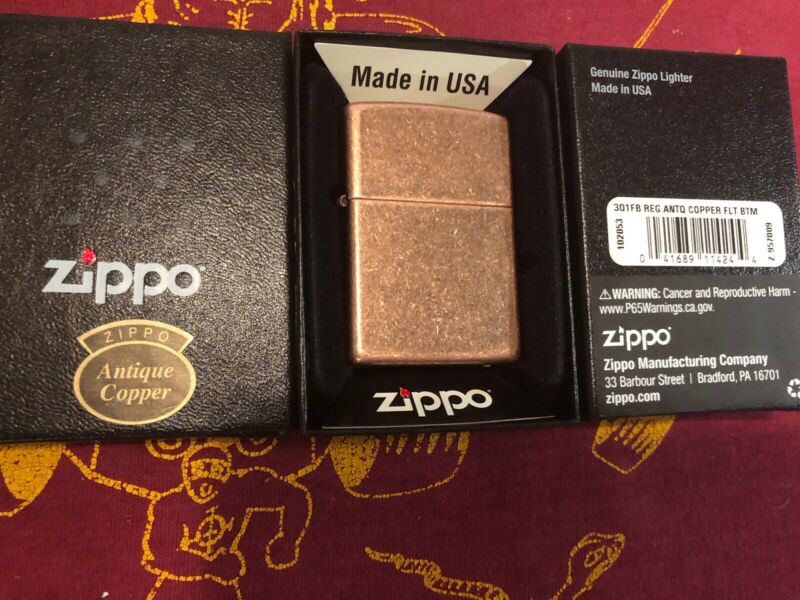 zippo
ZIPPO
Antique
Copper
Made in USA
zippo
Genuine Zippo Lighter
Made in USA
301FB REG ANTQ COPPER FLT BTM
102053
0 41689 11424 4
Z 957089
⚠WARNING: Cancer and Reproductive Harm -
www.P65Warnings.ca.gov.
zippo
Zippo Manufacturing Company
33 Barbour Street | Bradford, PA 16701
zippo.com